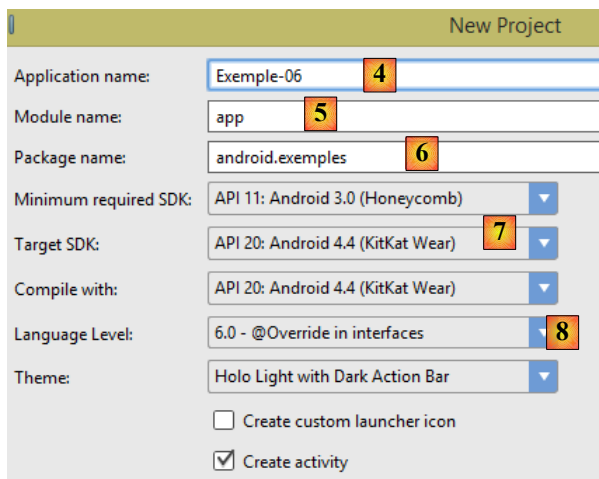 New Project
Application name: Exemple-06 4
Module name: app 5
Package name: android.exemples 6
Minimum required SDK: API 11: Android 3.0 (Honeycomb)
7
Target SDK: API 20: Android 4.4 (KitKat Wear)
Compile with: API 20: Android 4.4 (KitKat Wear)
Language Level: 6.0 - @Override in interfaces 8
Theme: Holo Light with Dark Action Bar
Create custom launcher icon
Create activity